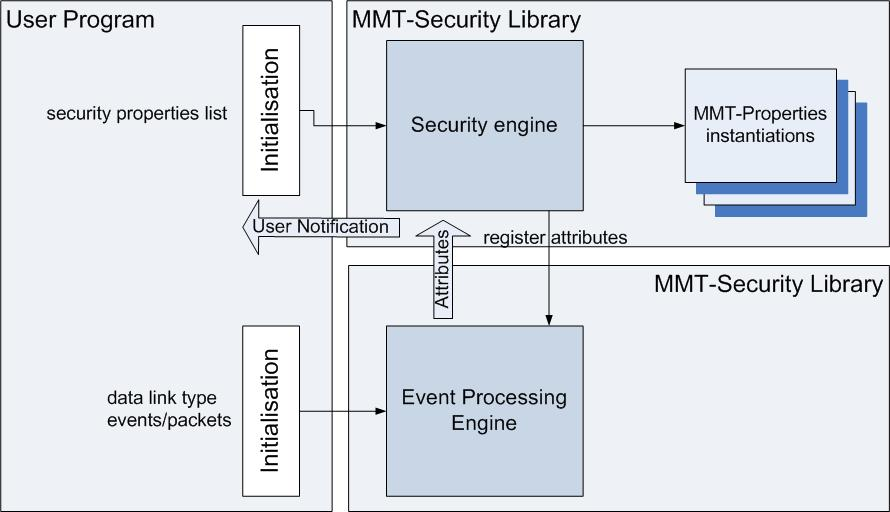 User Program
MMT-Security Library
Initialisation
security properties list
Security engine
MMT-Properties
instantiations
User Notification
Attributes
register attributes
MMT-Security Library
Initialisation
data link type
events/packets
Event Processing
Engine